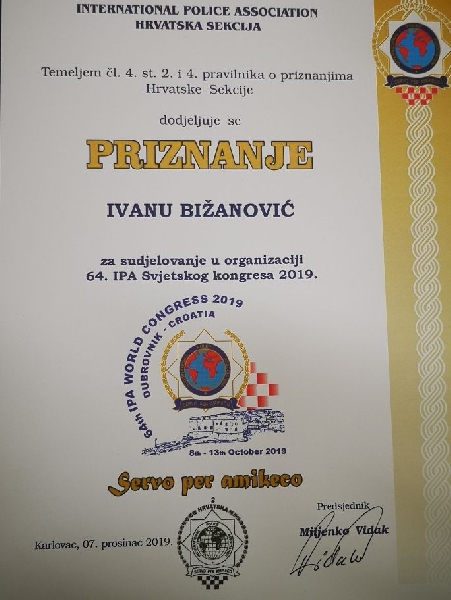 INTERNATIONAL POLICE ASSOCIATION
HRVATSKA SEKCIJA
Temeljem čl. 4. st. 2. i 4. pravilnika o priznanjima
Hrvatske Sekcije
dodjeljuje se
PRIZNANJE
IVANU BIŽANOVIĆ
za sudjelovanje u organizaciji
64. IPA Svjetskog kongresa 2019.
64th IPA WORLD CONGRESS 2019
DUBROVNIK - CROATIA
8th - 13th October 2019
Servo per amikeco
Predsjednik
Miljenko Vidak
Karlovac, 07. prosinac 2019.